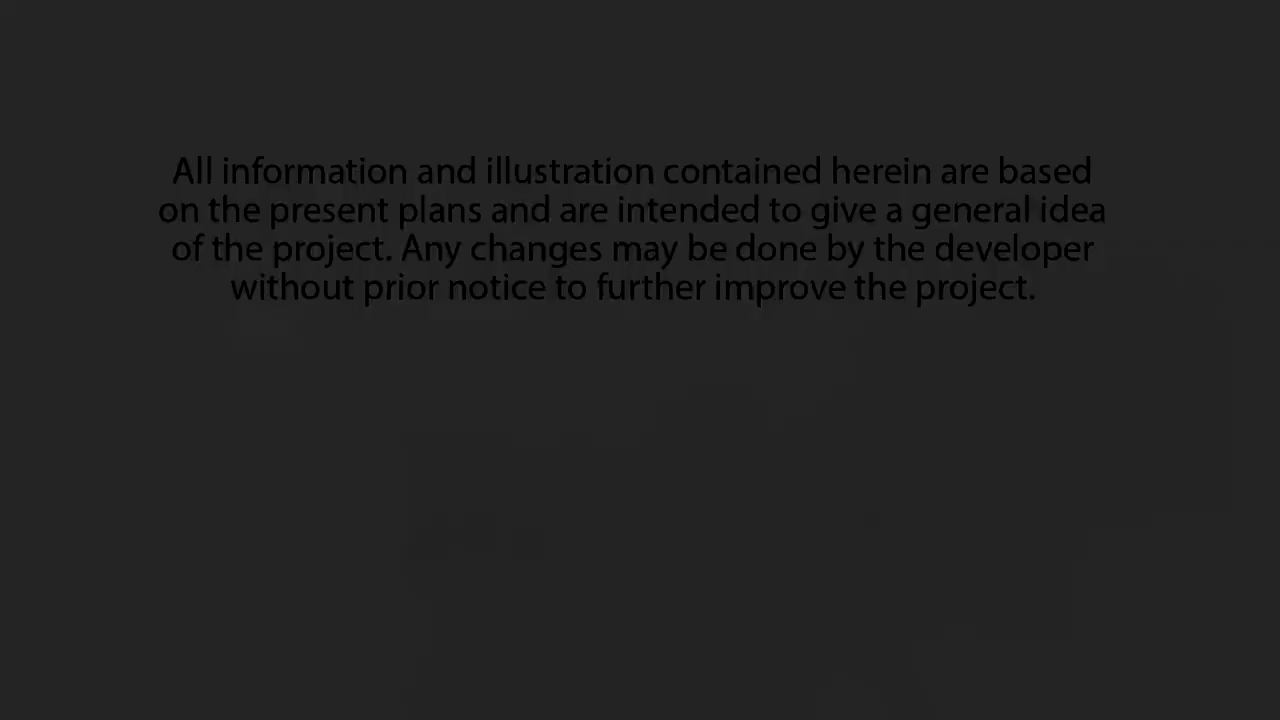 All information and illustration contained herein are based
on the present plans and are intended to give a general idea
of the project. Any changes may be done by the developer
without prior notice to further improve the project.